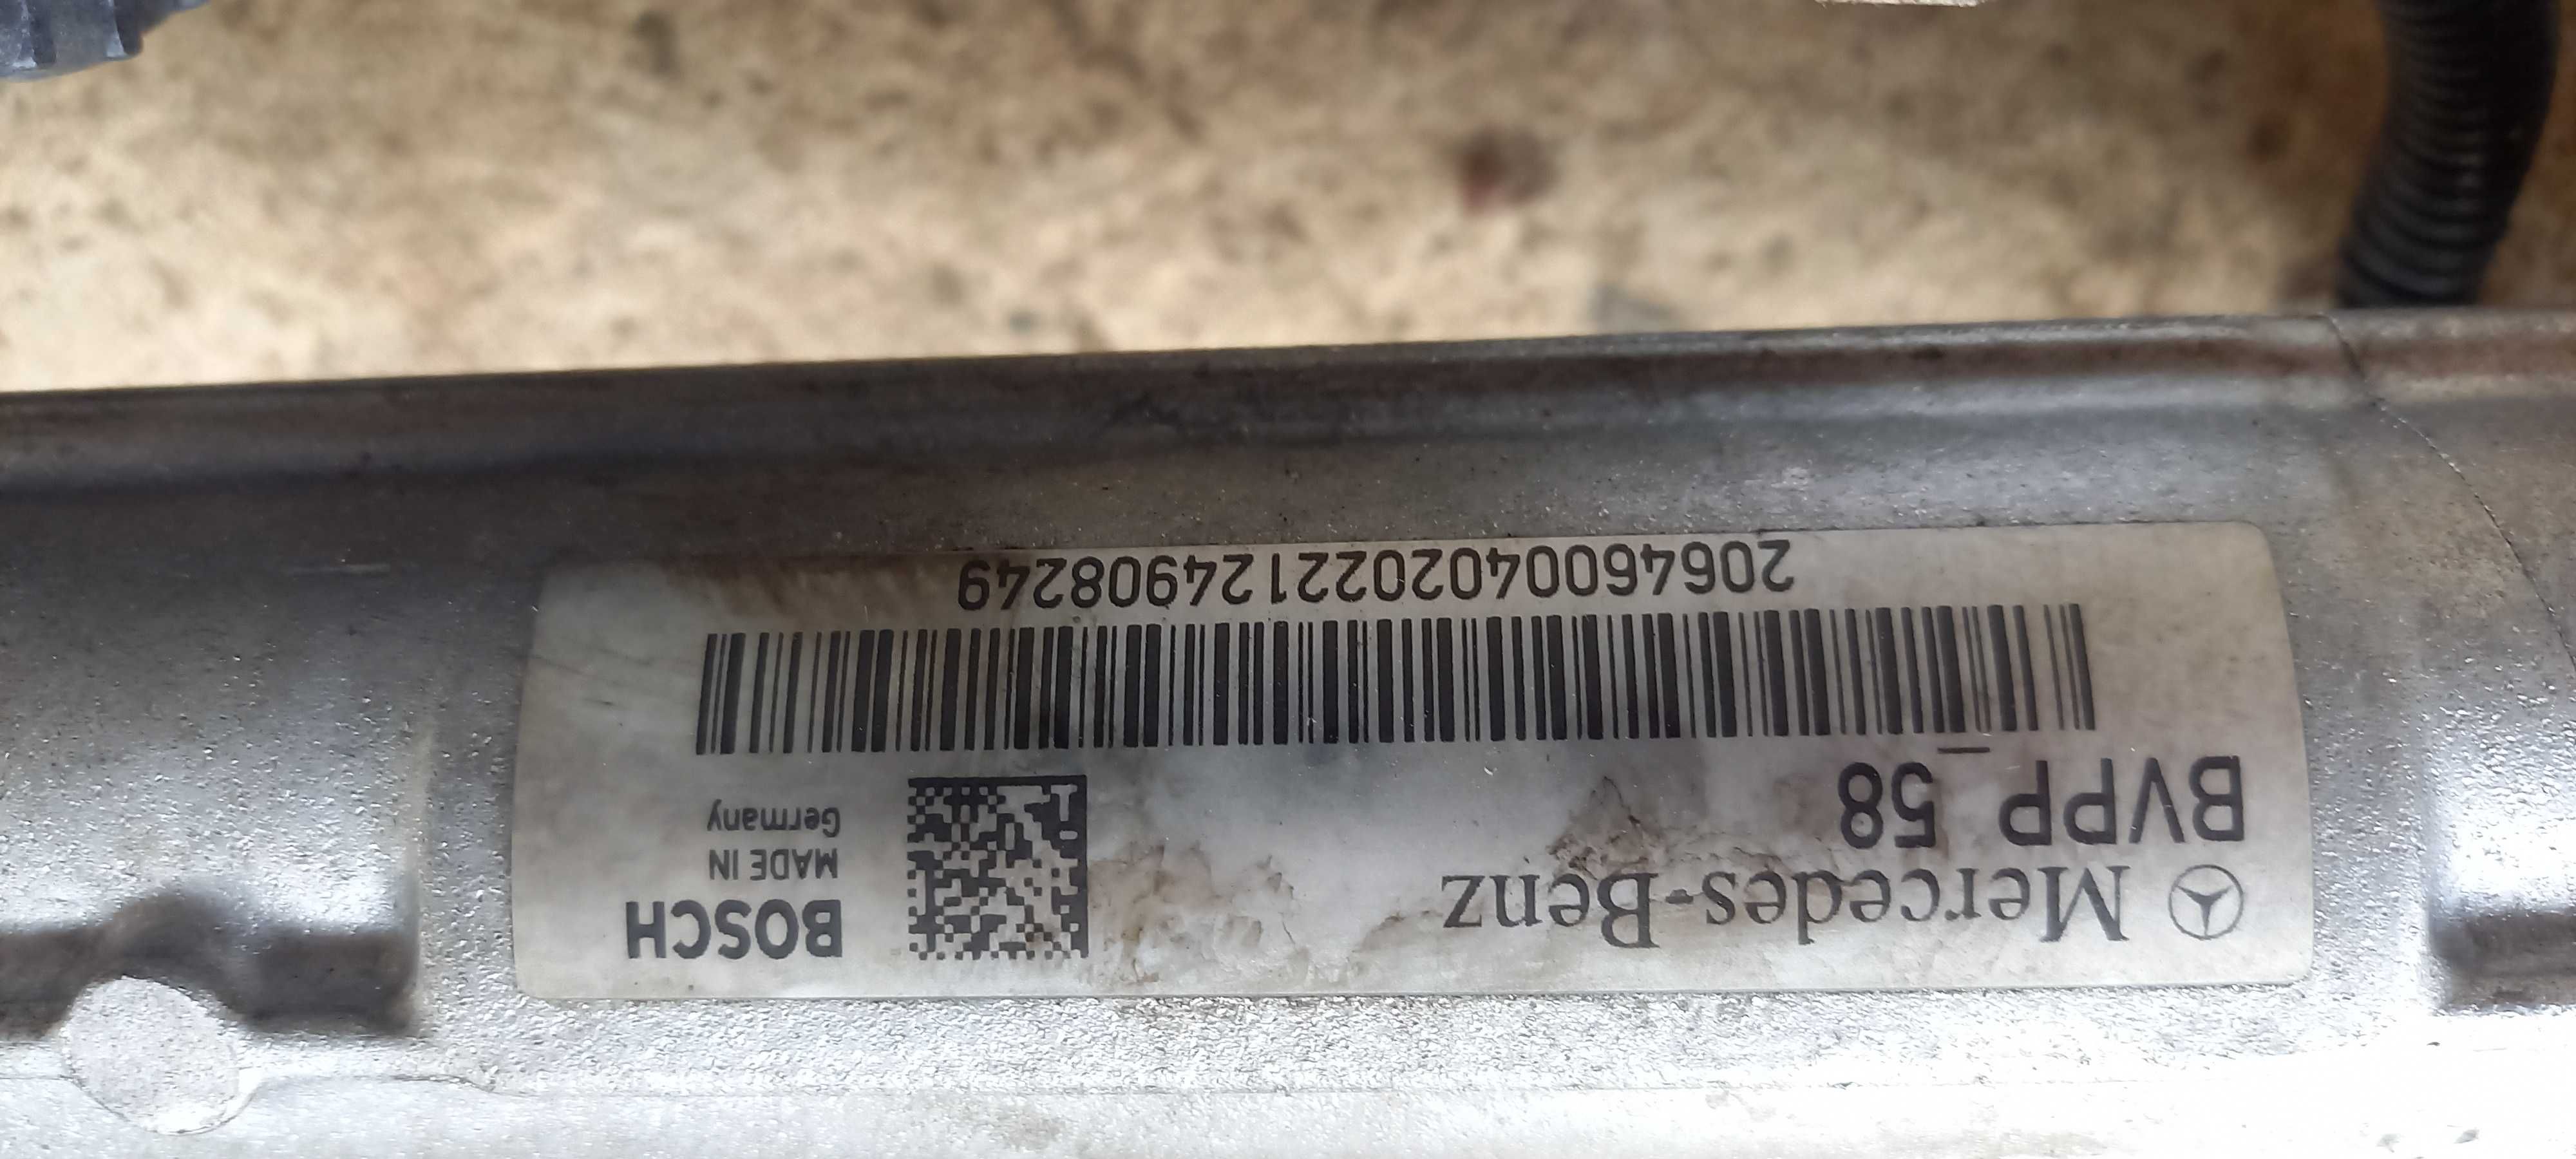 Mercedes-Benz
BOSCH
MADE IN
Germany
BVPP_58
2064600402022124908249